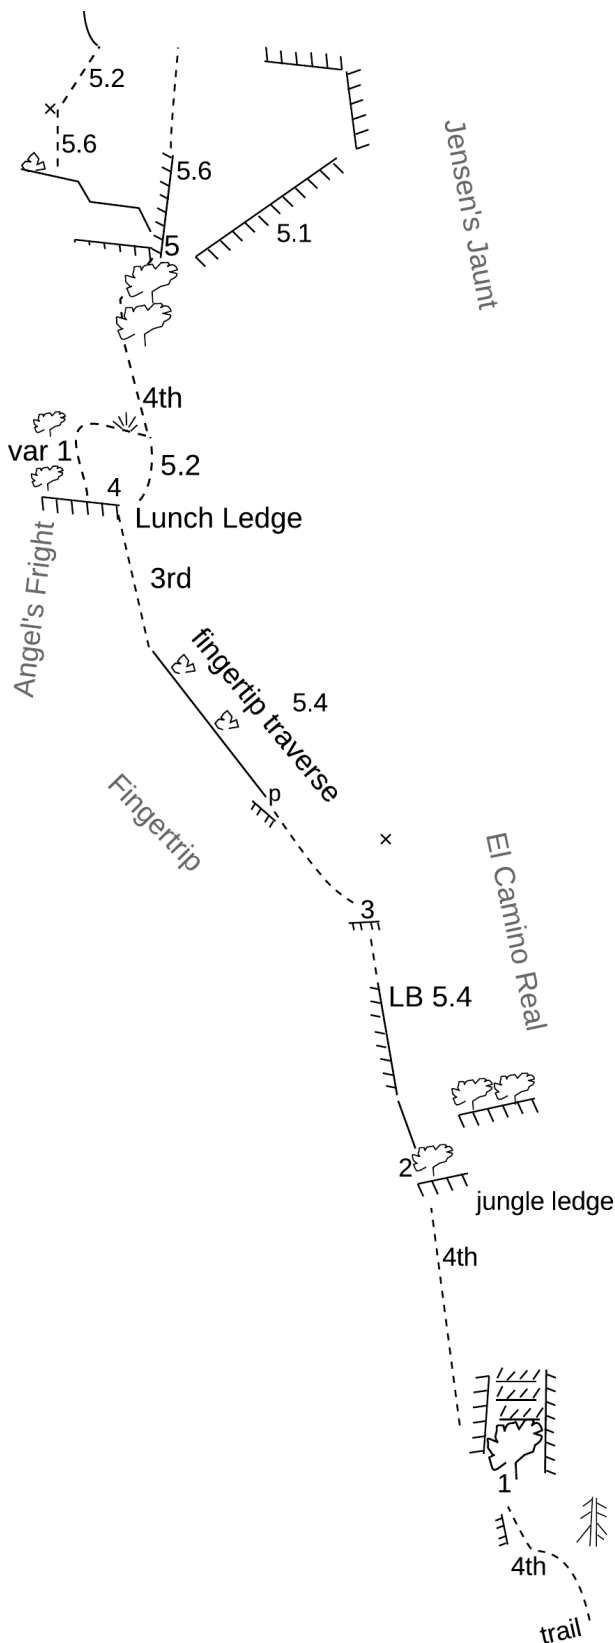 5.2
×
5.6
5.6
5
5.1
Jensen's Jaunt
4th
var 1
5.2
4
Lunch Ledge
3rd
Angel's Fright
fingertip traverse
5.4
p
Fingertrip
×
El Camino Real
3
LB 5.4
2
jungle ledge
4th
1
4th
trail